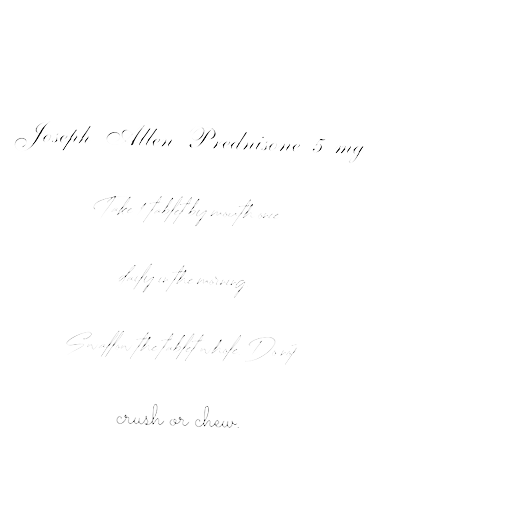 Joseph Allen Prednisone 5 mg
Take 1 tablet by mouth once
daily in the morning
Swallow the tablet whole. Do not
crush or chew.